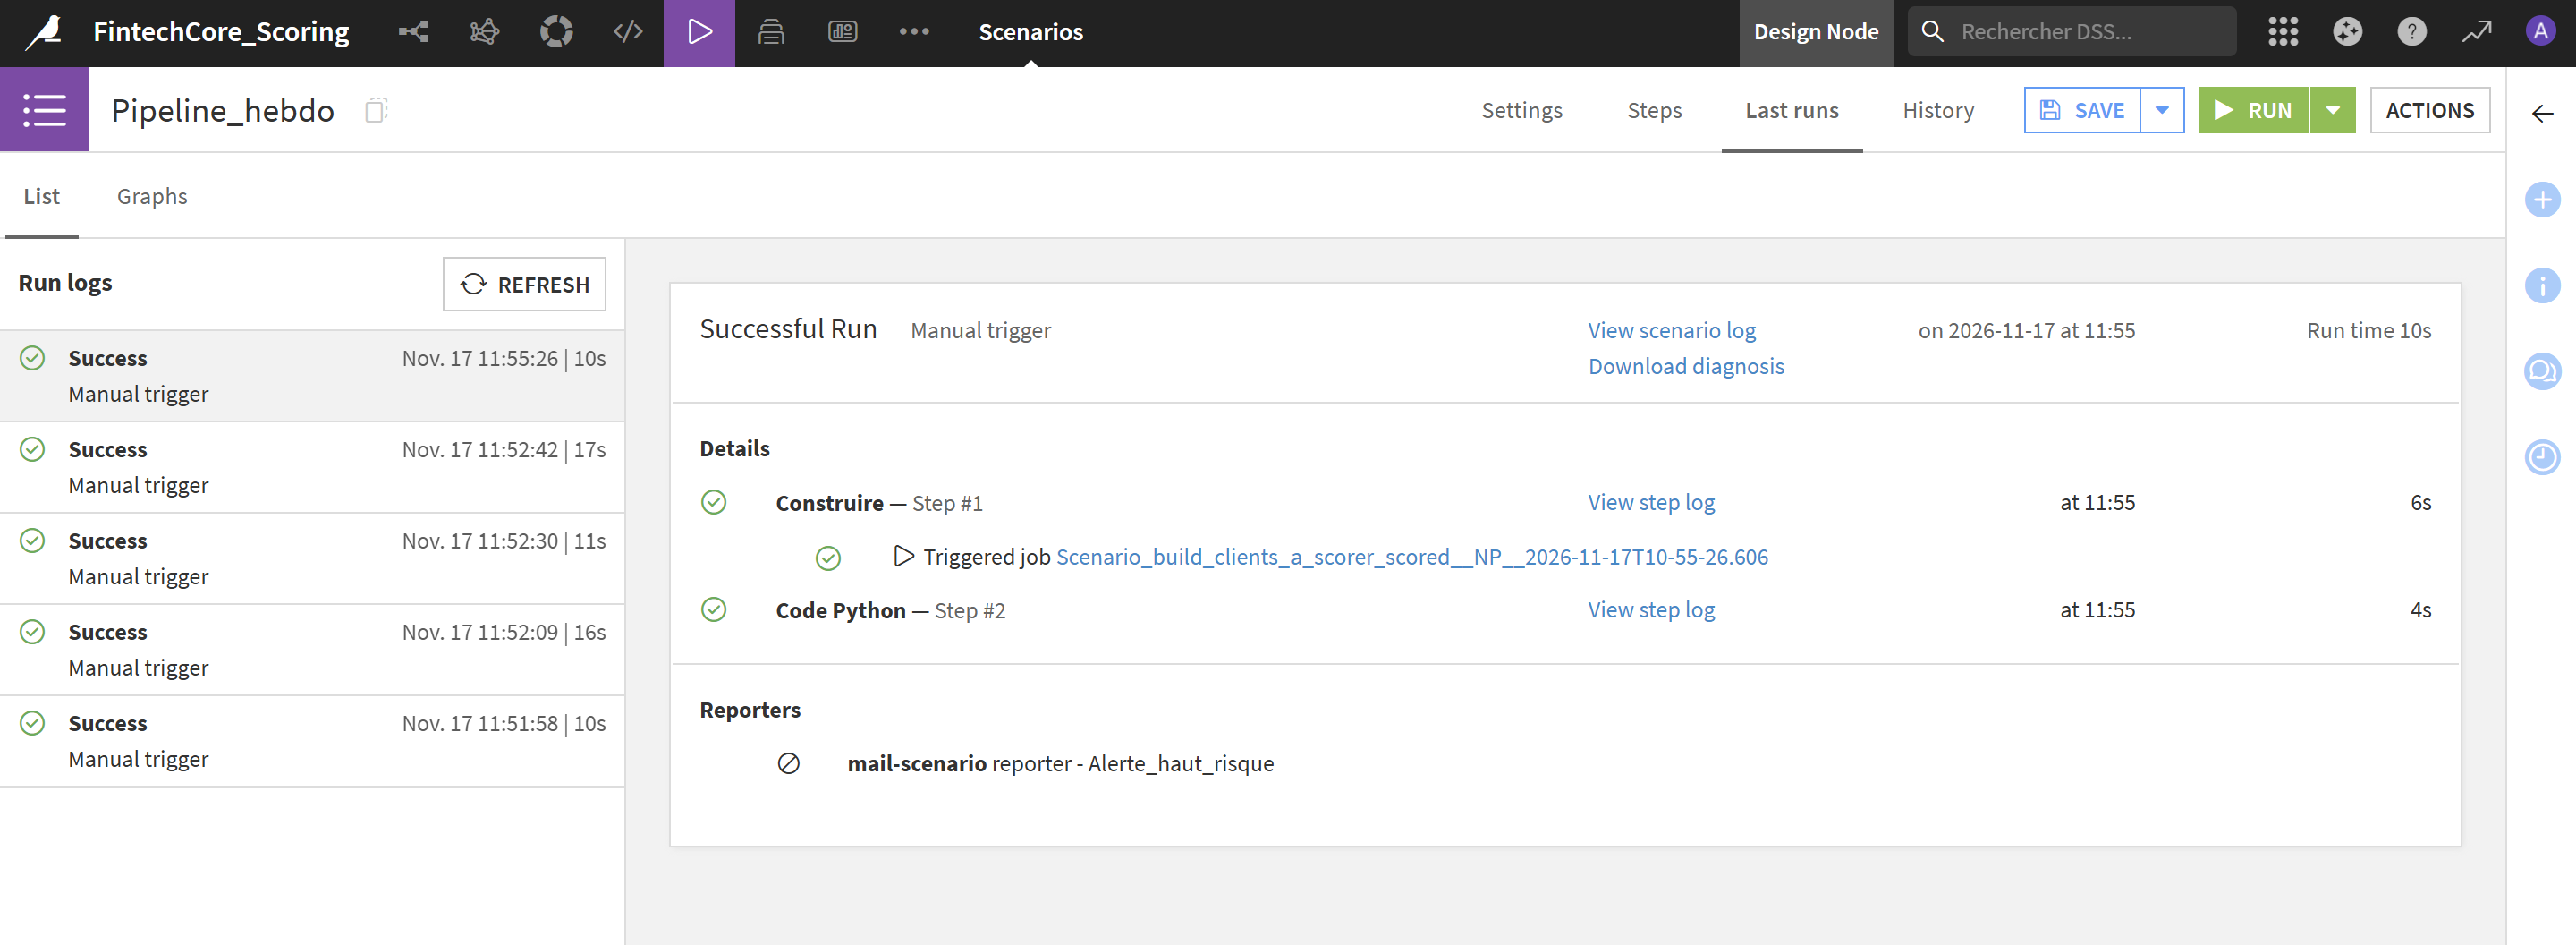 FintechCore_Scoring
Scenarios
Design Node
Rechercher DSS...
A
Pipeline_hebdo
Settings
Steps
Last runs
History
SAVE
RUN
ACTIONS
List
Graphs
Run logs
REFRESH
Success Nov. 17 11:55:26 | 10s
Manual trigger
Success Nov. 17 11:52:42 | 17s
Manual trigger
Success Nov. 17 11:52:30 | 11s
Manual trigger
Success Nov. 17 11:52:09 | 16s
Manual trigger
Success Nov. 17 11:51:58 | 10s
Manual trigger
Successful Run Manual trigger View scenario log on 2026-11-17 at 11:55 Run time 10s
Download diagnosis
Details
Construire — Step #1 View step log at 11:55 6s
Triggered job Scenario_build_clients_a_scorer_scored__NP__2026-11-17T10-55-26.606
Code Python — Step #2 View step log at 11:55 4s
Reporters
mail-scenario reporter - Alerte_haut_risque